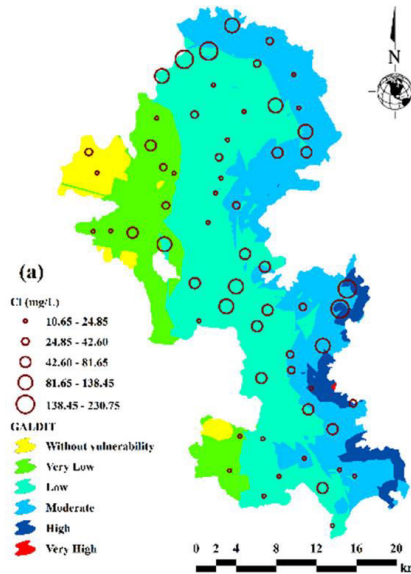 N
(a)
Cl (mg/L)
10.65 - 24.85
24.85 - 42.60
42.60 - 81.65
81.65 - 138.45
138.45 - 230.75
GALDIT
Without vulnerability
Very Low
Low
Moderate
High
Very High
0 2 4 8 12 16 20
km